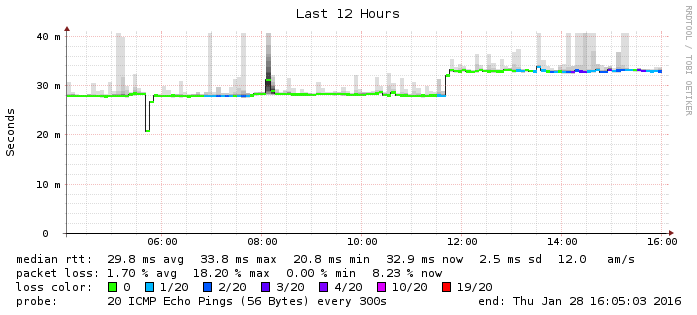 Last 12 Hours
RRDTOOL / TOBI OETIKER
Seconds
40 m
30 m
20 m
10 m
0
06:00 08:00 10:00 12:00 14:00 16:00
median rtt: 29.8 ms avg 33.8 ms max 20.8 ms min 32.9 ms now 2.5 ms sd 12.0 am/s
packet loss: 1.70 % avg 18.20 % max 0.00 % min 8.23 % now
loss color: 0 1/20 2/20 3/20 4/20 10/20 19/20
probe: 20 ICMP Echo Pings (56 Bytes) every 300s end: Thu Jan 28 16:05:03 2016